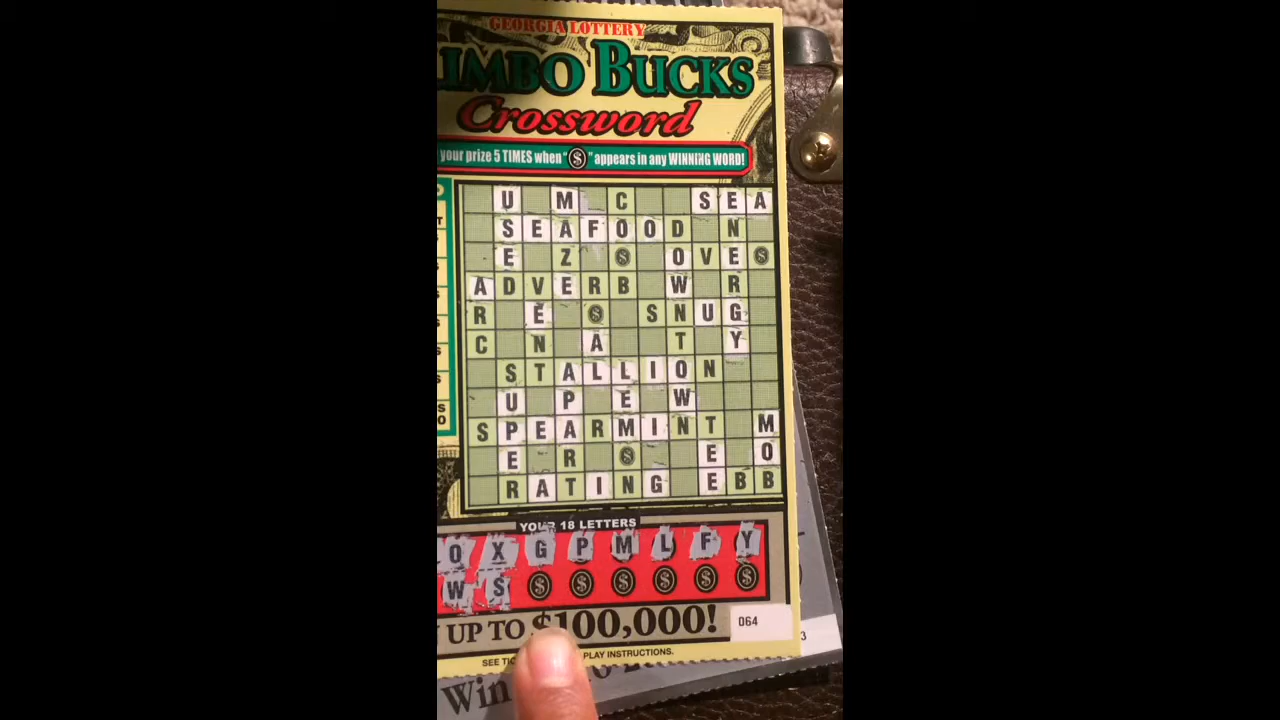 GEORGIA LOTTERY
IMBO BUCKS
Crossword
your prize 5 TIMES when "$" appears in any WINNING WORD!
U M C S E A
S E A F O O D N
E Z $ O V E $
A D V E R B W R
R E $ S N U G
C N A T Y
S T A L L I O N
U P E W
S P E A R M I N T M
E R $ E O
R A T I N G E B B
YOUR 18 LETTERS
O X G P M L F Y
W S $ $ $ $ $ $
UP TO $100,000!
064
3
SEE PLAY INSTRUCTIONS.
Win